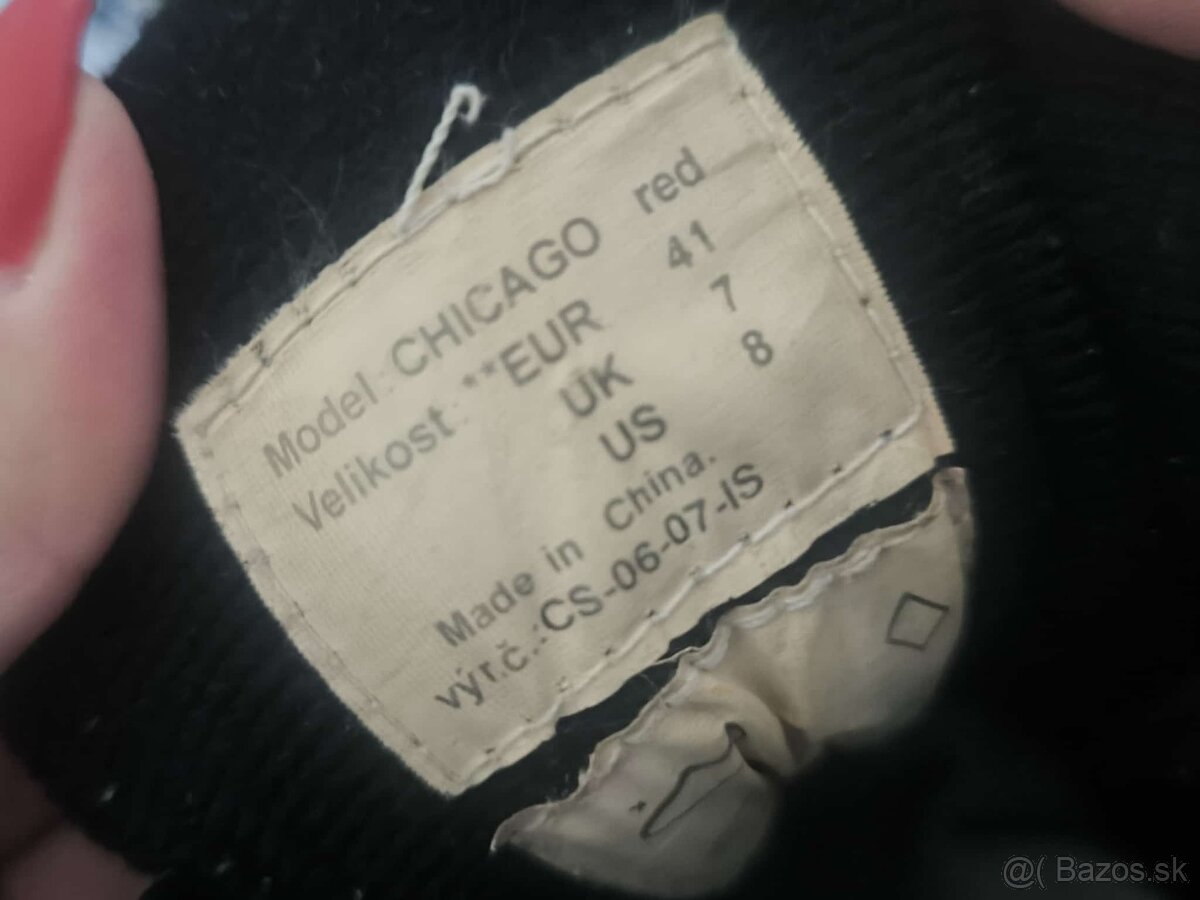 Model : CHICAGO red
Velikost : **EUR 41
UK 7
US 8
Made in China.
výr.č.:CS-06-07-IS
@( Bazos.sk